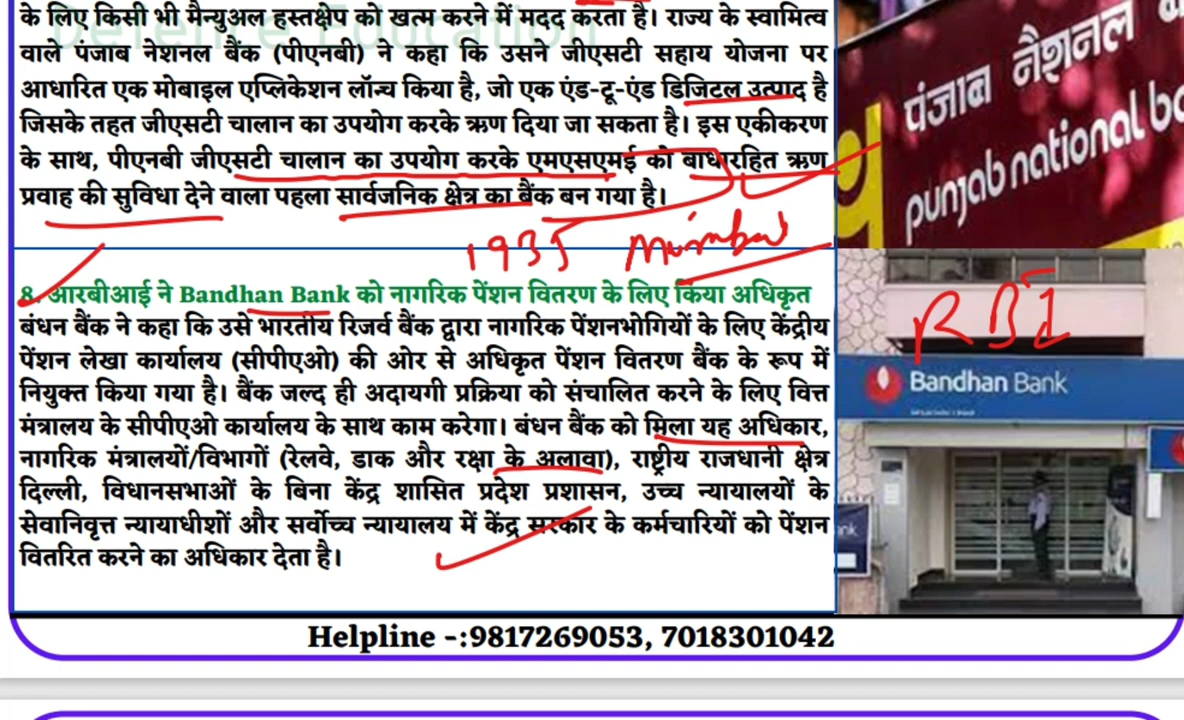 Defence Education
के लिए किसी भी मैन्युअल हस्तक्षेप को खत्म करने में मदद करता है। राज्य के स्वामित्व
वाले पंजाब नेशनल बैंक (पीएनबी) ने कहा कि उसने जीएसटी सहाय योजना पर
आधारित एक मोबाइल एप्लिकेशन लॉन्च किया है, जो एक एंड-टू-एंड डिजिटल उत्पाद है
जिसके तहत जीएसटी चालान का उपयोग करके ऋण दिया जा सकता है। इस एकीकरण
के साथ, पीएनबी जीएसटी चालान का उपयोग करके एमएसएमई को बाधारहित ऋण
प्रवाह की सुविधा देने वाला पहला सार्वजनिक क्षेत्र का बैंक बन गया है।
पंजाब नैशनल
punjab national ba
1935 Mumbai
8. आरबीआई ने Bandhan Bank को नागरिक पेंशन वितरण के लिए किया अधिकृत
बंधन बैंक ने कहा कि उसे भारतीय रिजर्व बैंक द्वारा नागरिक पेंशनभोगियों के लिए केंद्रीय
पेंशन लेखा कार्यालय (सीपीएओ) की ओर से अधिकृत पेंशन वितरण बैंक के रूप में
नियुक्त किया गया है। बैंक जल्द ही अदायगी प्रक्रिया को संचालित करने के लिए वित्त
मंत्रालय के सीपीएओ कार्यालय के साथ काम करेगा। बंधन बैंक को मिला यह अधिकार,
नागरिक मंत्रालयों/विभागों (रेलवे, डाक और रक्षा के अलावा), राष्ट्रीय राजधानी क्षेत्र
दिल्ली, विधानसभाओं के बिना केंद्र शासित प्रदेश प्रशासन, उच्च न्यायालयों के
सेवानिवृत्त न्यायाधीशों और सर्वोच्च न्यायालय में केंद्र सरकार के कर्मचारियों को पेंशन
वितरित करने का अधिकार देता है।
RBI
Bandhan Bank
nk
Helpline -:9817269053, 7018301042